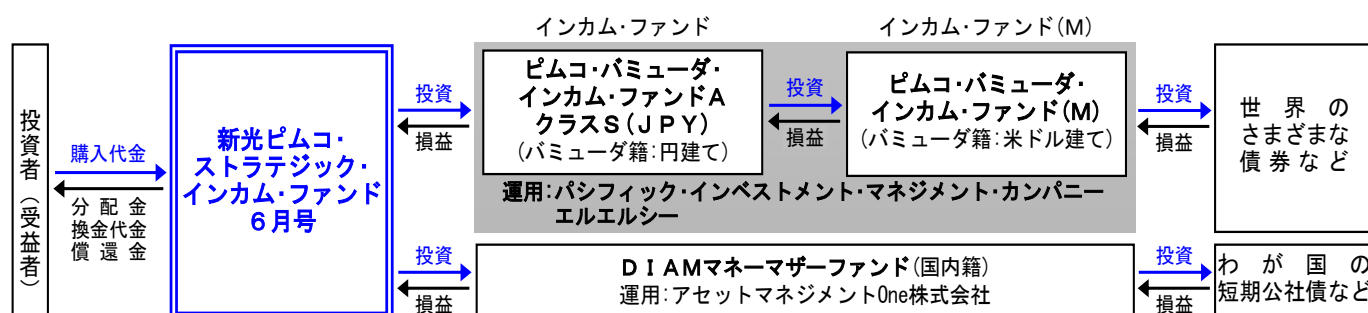 インカム・ファンド
インカム・ファンド(M)
投資者(受益者)
購入代金
分配金
換金代金
償還金
新光ピムコ・
ストラテジック・
インカム・ファンド
6月号
投資
損益
ピムコ・バミューダ・
インカム・ファンドA
クラスS(JPY)
(バミューダ籍:円建て)
投資
損益
ピムコ・バミューダ・
インカム・ファンド(M)
(バミューダ籍:米ドル建て)
運用:パシフィック・インベストメント・マネジメント・カンパニー
エルエルシー
投資
損益
世界の
さまざまな
債券など
投資
損益
DIAMマネーマザーファンド(国内籍)
運用:アセットマネジメントOne株式会社
投資
損益
わが国の
短期公社債など